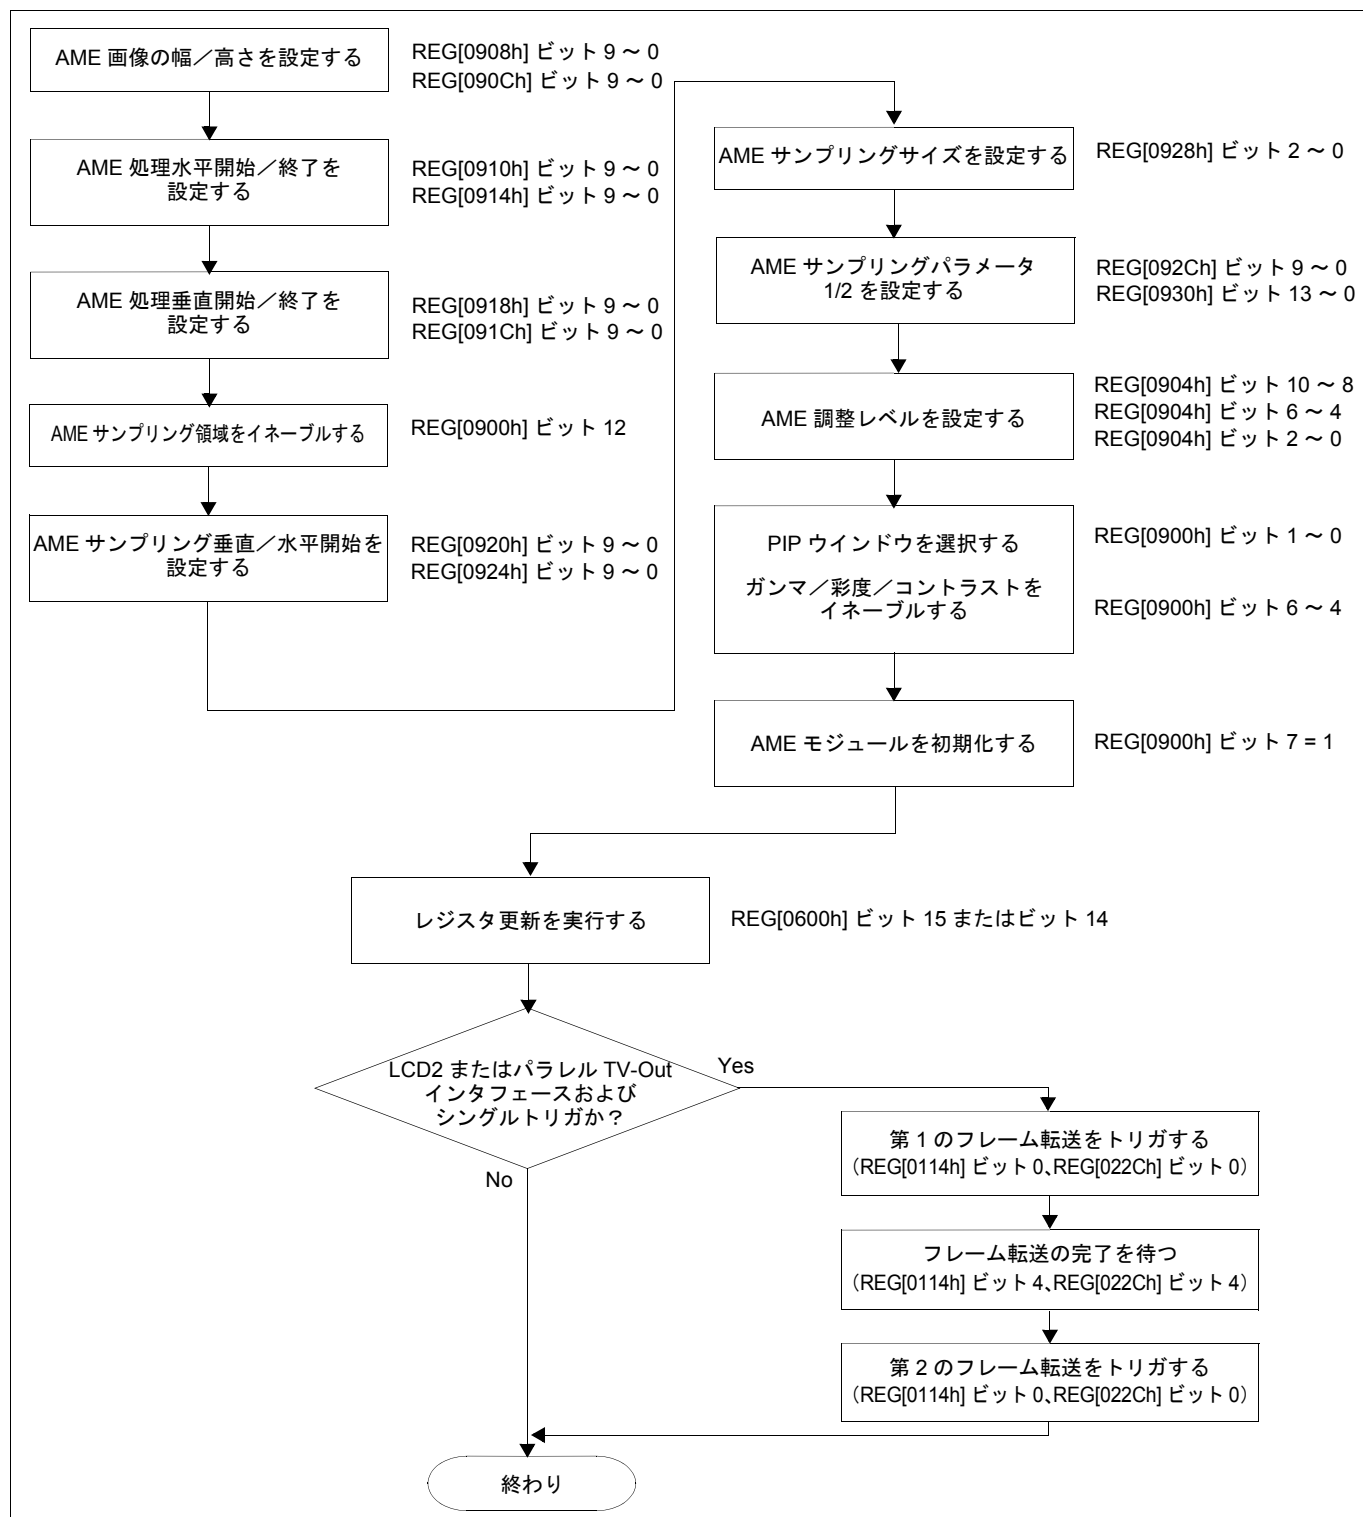 AME 画像の幅／高さを設定する
REG[0908h] ビット 9 ～ 0
REG[090Ch] ビット 9 ～ 0
AME 処理水平開始／終了を
設定する
REG[0910h] ビット 9 ～ 0
REG[0914h] ビット 9 ～ 0
AME 処理垂直開始／終了を
設定する
REG[0918h] ビット 9 ～ 0
REG[091Ch] ビット 9 ～ 0
AME サンプリング領域をイネーブルする
REG[0900h] ビット 12
AME サンプリング垂直／水平開始を
設定する
REG[0920h] ビット 9 ～ 0
REG[0924h] ビット 9 ～ 0
AME サンプリングサイズを設定する
REG[0928h] ビット 2 ～ 0
AME サンプリングパラメータ
1/2 を設定する
REG[092Ch] ビット 9 ～ 0
REG[0930h] ビット 13 ～ 0
AME 調整レベルを設定する
REG[0904h] ビット 10 ～ 8
REG[0904h] ビット 6 ～ 4
REG[0904h] ビット 2 ～ 0
PIP ウインドウを選択する
REG[0900h] ビット 1 ～ 0
ガンマ／彩度／コントラストを
イネーブルする
REG[0900h] ビット 6 ～ 4
AME モジュールを初期化する
REG[0900h] ビット 7 = 1
レジスタ更新を実行する
REG[0600h] ビット 15 またはビット 14
LCD2 またはパラレル TV-Out
インタフェースおよび
シングルトリガか？
Yes
No
第 1 のフレーム転送をトリガする
（REG[0114h] ビット 0、REG[022Ch] ビット 0）
フレーム転送の完了を待つ
（REG[0114h] ビット 4、REG[022Ch] ビット 4）
第 2 のフレーム転送をトリガする
（REG[0114h] ビット 0、REG[022Ch] ビット 0）
終わり